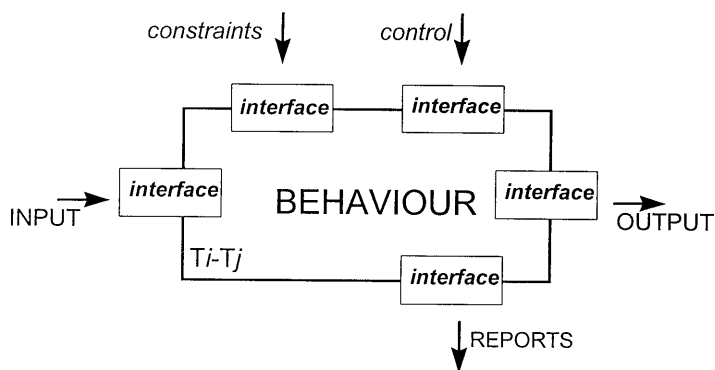 constraints
control
interface
interface
interface
interface
INPUT
BEHAVIOUR
OUTPUT
Ti-Tj
interface
REPORTS